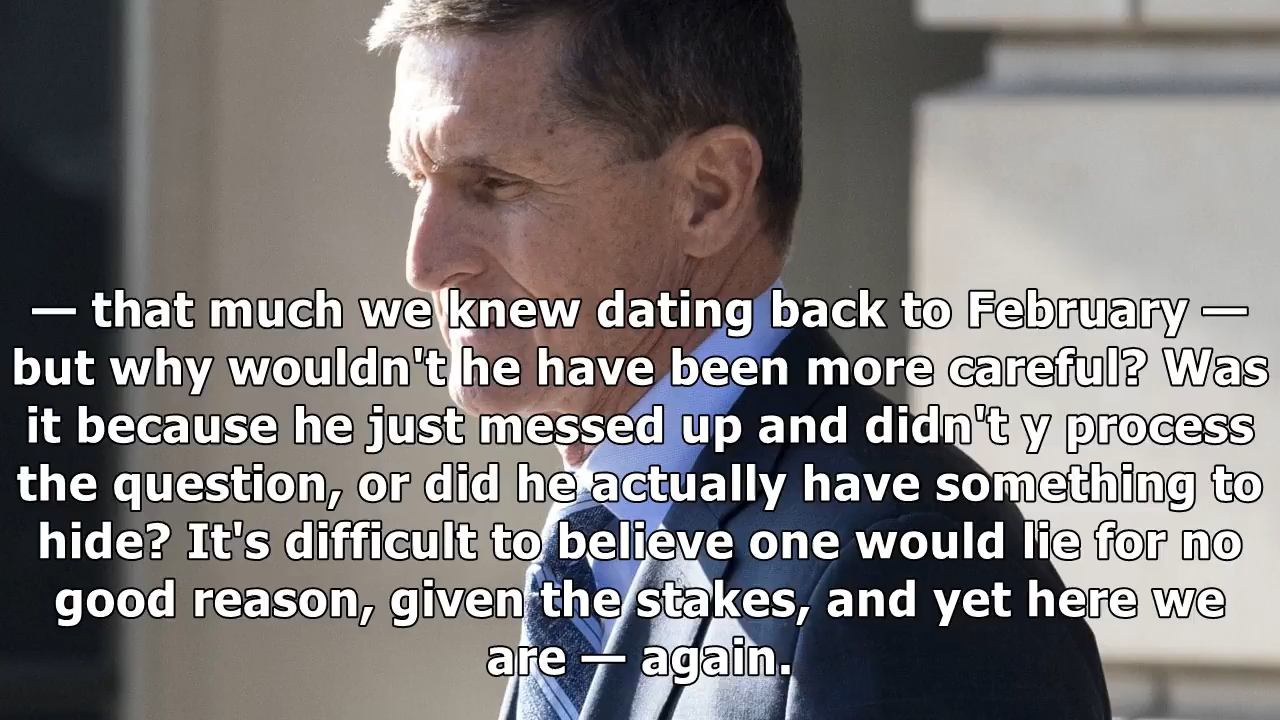 — that much we knew dating back to February —
but why wouldn't he have been more careful? Was
it because he just messed up and didn't y process
the question, or did he actually have something to
hide? It's difficult to believe one would lie for no
good reason, given the stakes, and yet here we
are — again.